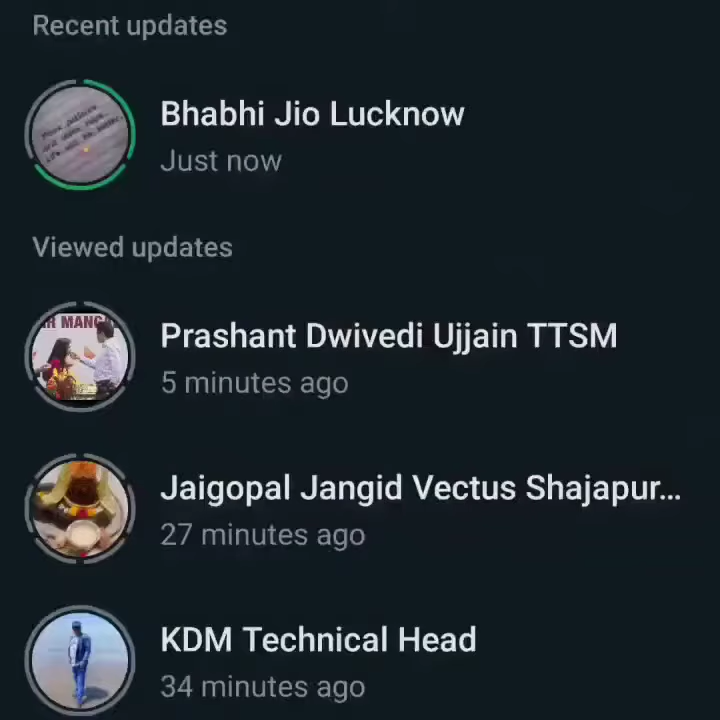 Recent updates
Bhabhi Jio Lucknow
Just now
Viewed updates
R MANG
Prashant Dwivedi Ujjain TTSM
5 minutes ago
Jaigopal Jangid Vectus Shajapur...
27 minutes ago
KDM Technical Head
34 minutes ago